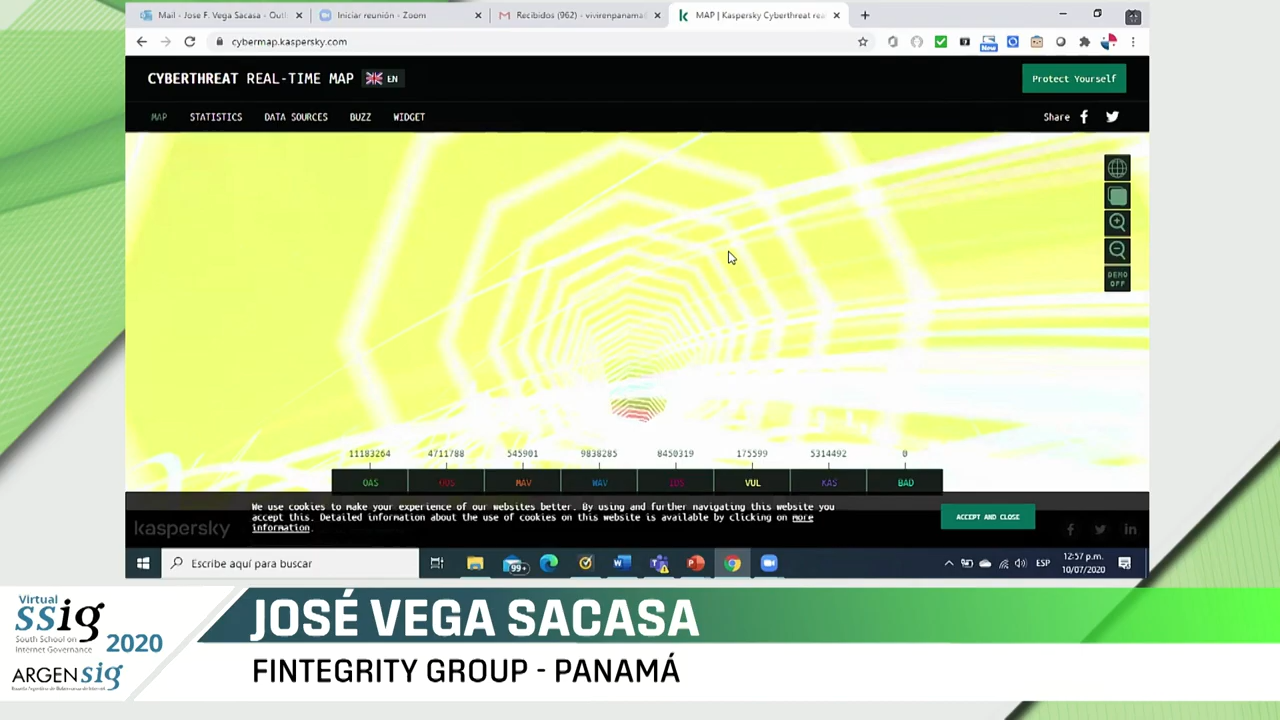 Mail - Jose F. Vega Sacasa - Outl
Iniciar reunión - Zoom
Recibidos (962) - vivirenpanama
MAP | Kaspersky Cyberthreat rea
cybermap.kaspersky.com
New
CYBERTHREAT REAL-TIME MAP
EN
Protect Yourself
MAP
STATISTICS
DATA SOURCES
BUZZ
WIDGET
Share
DEMO
OFF
11183264
4711788
545901
9838285
8450319
175599
5314492
0
OAS
ODS
MAV
WAV
IDS
VUL
KAS
BAD
We use cookies to make your experience of our websites better. By using and further navigating this website you
accept this. Detailed information about the use of cookies on this website is available by clicking on more
information.
ACCEPT AND CLOSE
kaspersky
Escribe aquí para buscar
99+
ESP
12:57 p.m.
10/07/2020
Virtual
ssig
South School on
Internet Governance
2020
ARGENsig
JOSÉ VEGA SACASA
FINTEGRITY GROUP - PANAMÁ